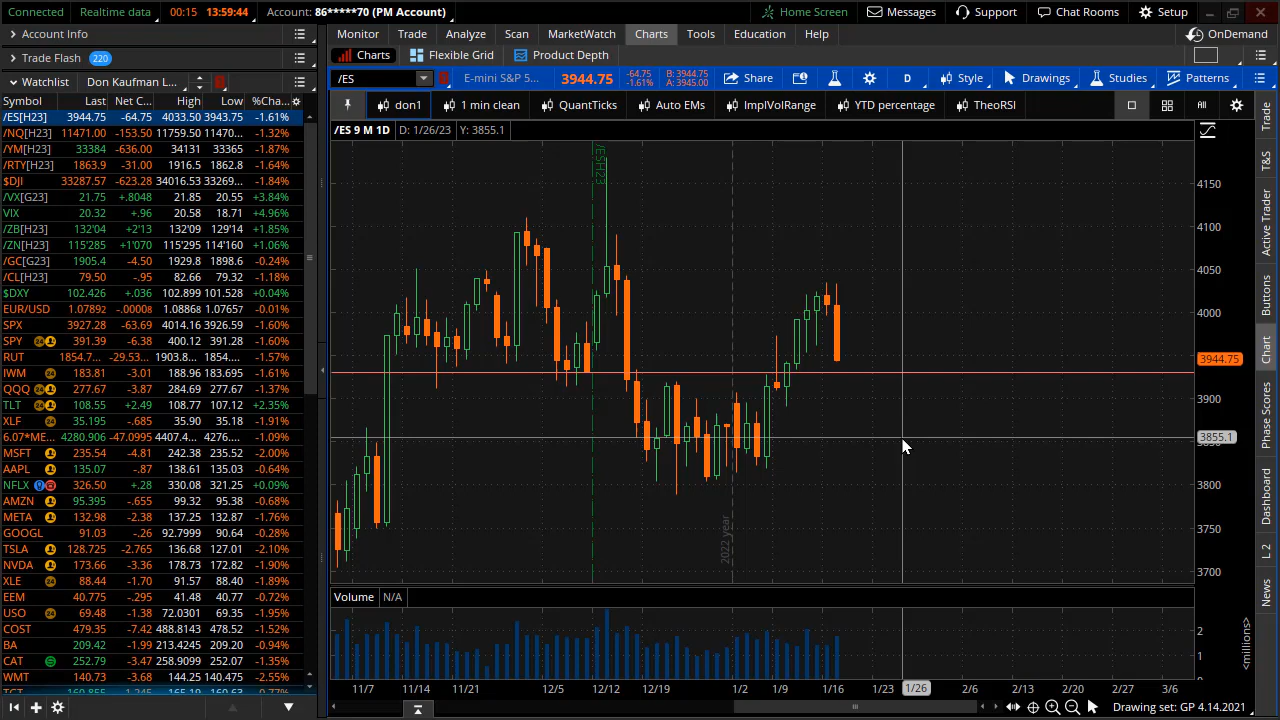 Connected Realtime data 00:15 13:59:44 Account: 86*****70 (PM Account) Home Screen Messages Support Chat Rooms Setup
Account Info
Trade Flash 220
Watchlist Don Kaufman L...
Symbol Last Net C... High Low %Cha...
/ES[H23] 3944.75 -64.75 4033.50 3943.75 -1.61%
/NQ[H23] 11471.00 -153.50 11759.50 11470... -1.32%
/YM[H23] 33384 -636.00 34131 33365 -1.87%
/RTY[H23] 1863.9 -31.00 1916.5 1862.8 -1.64%
$DJI 33287.57 -623.28 34016.53 33269... -1.84%
/VX[G23] 21.75 +.8048 21.85 20.55 +3.84%
VIX 20.32 +.96 20.58 18.71 +4.96%
/ZB[H23] 132'04 +2'13 132'09 129'14 +1.85%
/ZN[H23] 115'285 +1'070 115'295 114'160 +1.06%
/GC[G23] 1905.4 -4.50 1929.8 1898.6 -0.24%
/CL[H23] 79.50 -.95 82.66 79.32 -1.18%
$DXY 102.426 +.036 102.899 101.528 +0.04%
EUR/USD 1.07892 -.00008 1.08868 1.07657 -0.01%
SPX 3927.28 -63.69 4014.16 3926.59 -1.60%
SPY 391.39 -6.38 400.12 391.28 -1.60%
RUT 1854.7... -29.53... 1903.8... 1854.... -1.57%
IWM 183.81 -3.01 188.96 183.695 -1.61%
QQQ 277.67 -3.87 284.69 277.67 -1.37%
TLT 108.55 +2.49 108.77 107.12 +2.35%
XLF 35.195 -.685 35.90 35.18 -1.91%
6.07*ME... 4280.906 -47.0995 4407.4... 4276.... -1.09%
MSFT 235.54 -4.81 242.38 235.52 -2.00%
AAPL 135.07 -.87 138.61 135.03 -0.64%
NFLX 326.50 +.28 330.08 321.25 +0.09%
AMZN 95.395 -.655 99.32 95.38 -0.68%
META 132.98 -2.38 137.25 132.87 -1.76%
GOOGL 91.03 -.26 92.7999 90.64 -0.28%
TSLA 128.725 -2.765 136.68 127.01 -2.10%
NVDA 173.66 -3.36 178.73 172.82 -1.90%
XLE 88.44 -1.70 91.57 88.40 -1.89%
EEM 40.775 -.295 41.48 40.77 -0.72%
USO 69.48 -1.38 72.0301 69.35 -1.95%
COST 479.35 -7.42 488.8143 478.52 -1.52%
BA 209.42 -1.99 213.4245 209.20 -0.94%
CAT 252.79 -3.47 258.9099 252.07 -1.35%
WMT 140.73 -3.68 144.25 140.475 -2.55%
Monitor Trade Analyze Scan MarketWatch Charts Tools Education Help OnDemand
Charts Flexible Grid Product Depth
/ES E-mini S&P 5... 3944.75 -64.75 -1.61% B: 3944.75 A: 3945.00 Share D Style Drawings Studies Patterns
don1 1 min clean QuantTicks Auto EMs ImplVolRange YTD percentage TheoRSI
/ES 9 M 1D D: 1/26/23 Y: 3855.1
/ESH23
2022 year
4150
4100
4050
4000
3944.75
3900
3855.1
3800
3750
3700
Volume N/A
2
1
<millions>
11/7 11/14 11/21 12/5 12/12 12/19 1/2 1/9 1/16 1/23 1/26 2/6 2/13 2/20 2/27 3/6
Drawing set: GP 4.14.2021
Trade
T&S
Active Trader
Buttons
Chart
Phase Scores
Dashboard
L 2
News